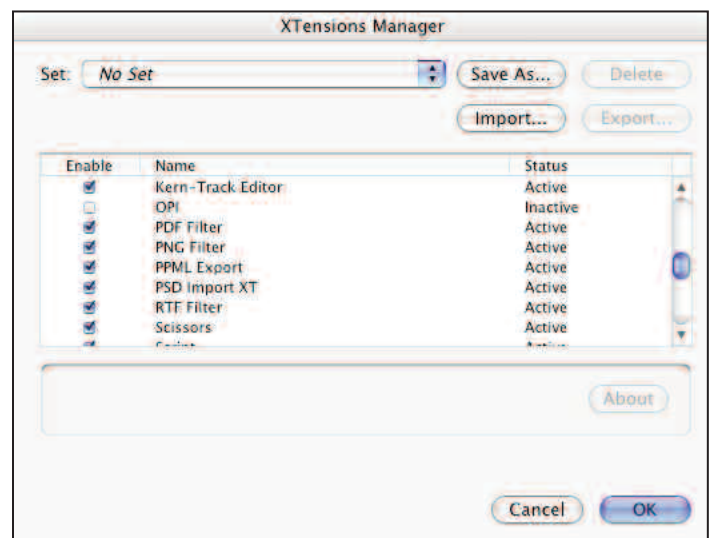 XTensions Manager
Set: No Set Save As... Delete
Import... Export...
Enable Name Status
Kern-Track Editor Active
OPI Inactive
PDF Filter Active
PNG Filter Active
PPML Export Active
PSD Import XT Active
RTF Filter Active
Scissors Active
About
Cancel OK